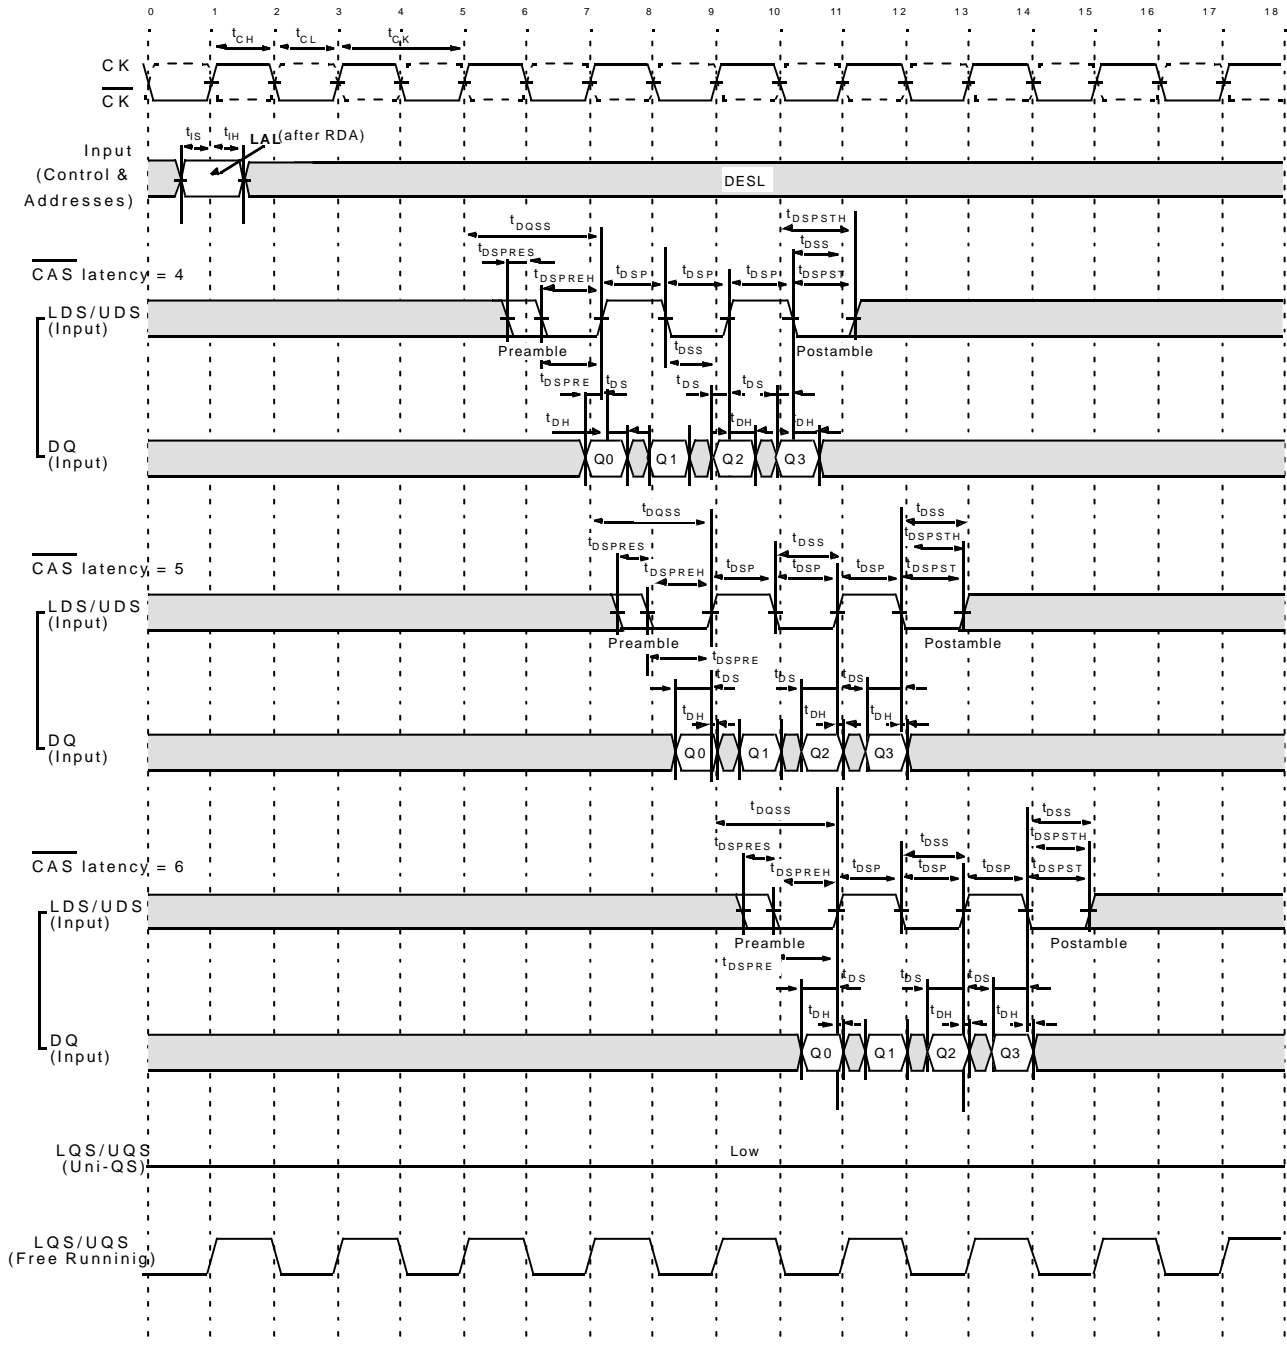 0 1 2 3 4 5 6 7 8 9 10 11 12 13 14 15 16 17 18
tCH tCL tCK
CK
CK
tIS tIH LAL (after RDA)
Input
(Control &
Addresses)
DESL
tDQSS tDSPSTH
tDSPRES tDSS
CAS latency = 4
tDSPREH tDSP tDSP tDSP tDSPST
LDS/UDS
(Input)
Preamble tDSS Postamble
tDSPRE tDS tDS tDS
tDH tDH tDH
DQ
(Input)
Q0 Q1 Q2 Q3
tDQSS tDSS
tDSPRES tDSS tDSPSTH
CAS latency = 5
tDSPREH tDSP tDSP tDSP tDSPST
LDS/UDS
(Input)
Preamble Postamble
tDSPRE
tDS tDS tDS
tDH tDH tDH
DQ
(Input)
Q0 Q1 Q2 Q3
tDQSS tDSS
tDSPRES tDSS tDSPSTH
CAS latency = 6
tDSPREH tDSP tDSP tDSP tDSPST
LDS/UDS
(Input)
Preamble Postamble
tDSPRE
tDS tDS tDS
tDH tDH tDH
DQ
(Input)
Q0 Q1 Q2 Q3
LQS/UQS
(Uni-QS)
Low
LQS/UQS
(Free Runninig)